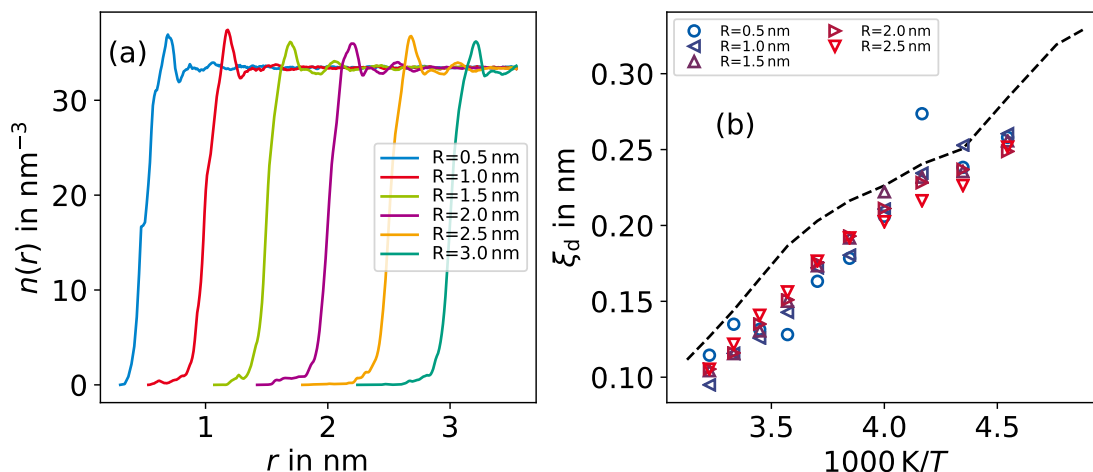 (a)
n(r) in nm⁻³
30
20
10
0
R=0.5 nm
R=1.0 nm
R=1.5 nm
R=2.0 nm
R=2.5 nm
R=3.0 nm
1 2 3
r in nm
(b)
ξd in nm
0.30
0.25
0.20
0.15
0.10
R=0.5 nm
R=1.0 nm
R=1.5 nm
R=2.0 nm
R=2.5 nm
3.5 4.0 4.5
1000 K/T